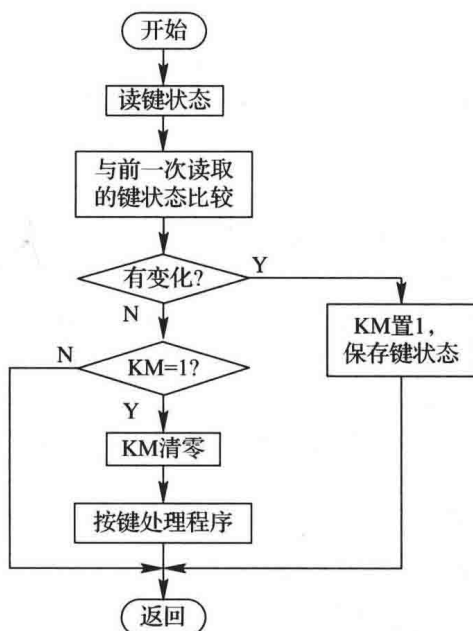 开始
读键状态
与前一次读取
的键状态比较
有变化?
Y
N
KM置1,
保存键状态
N
KM=1?
Y
KM清零
按键处理程序
返回